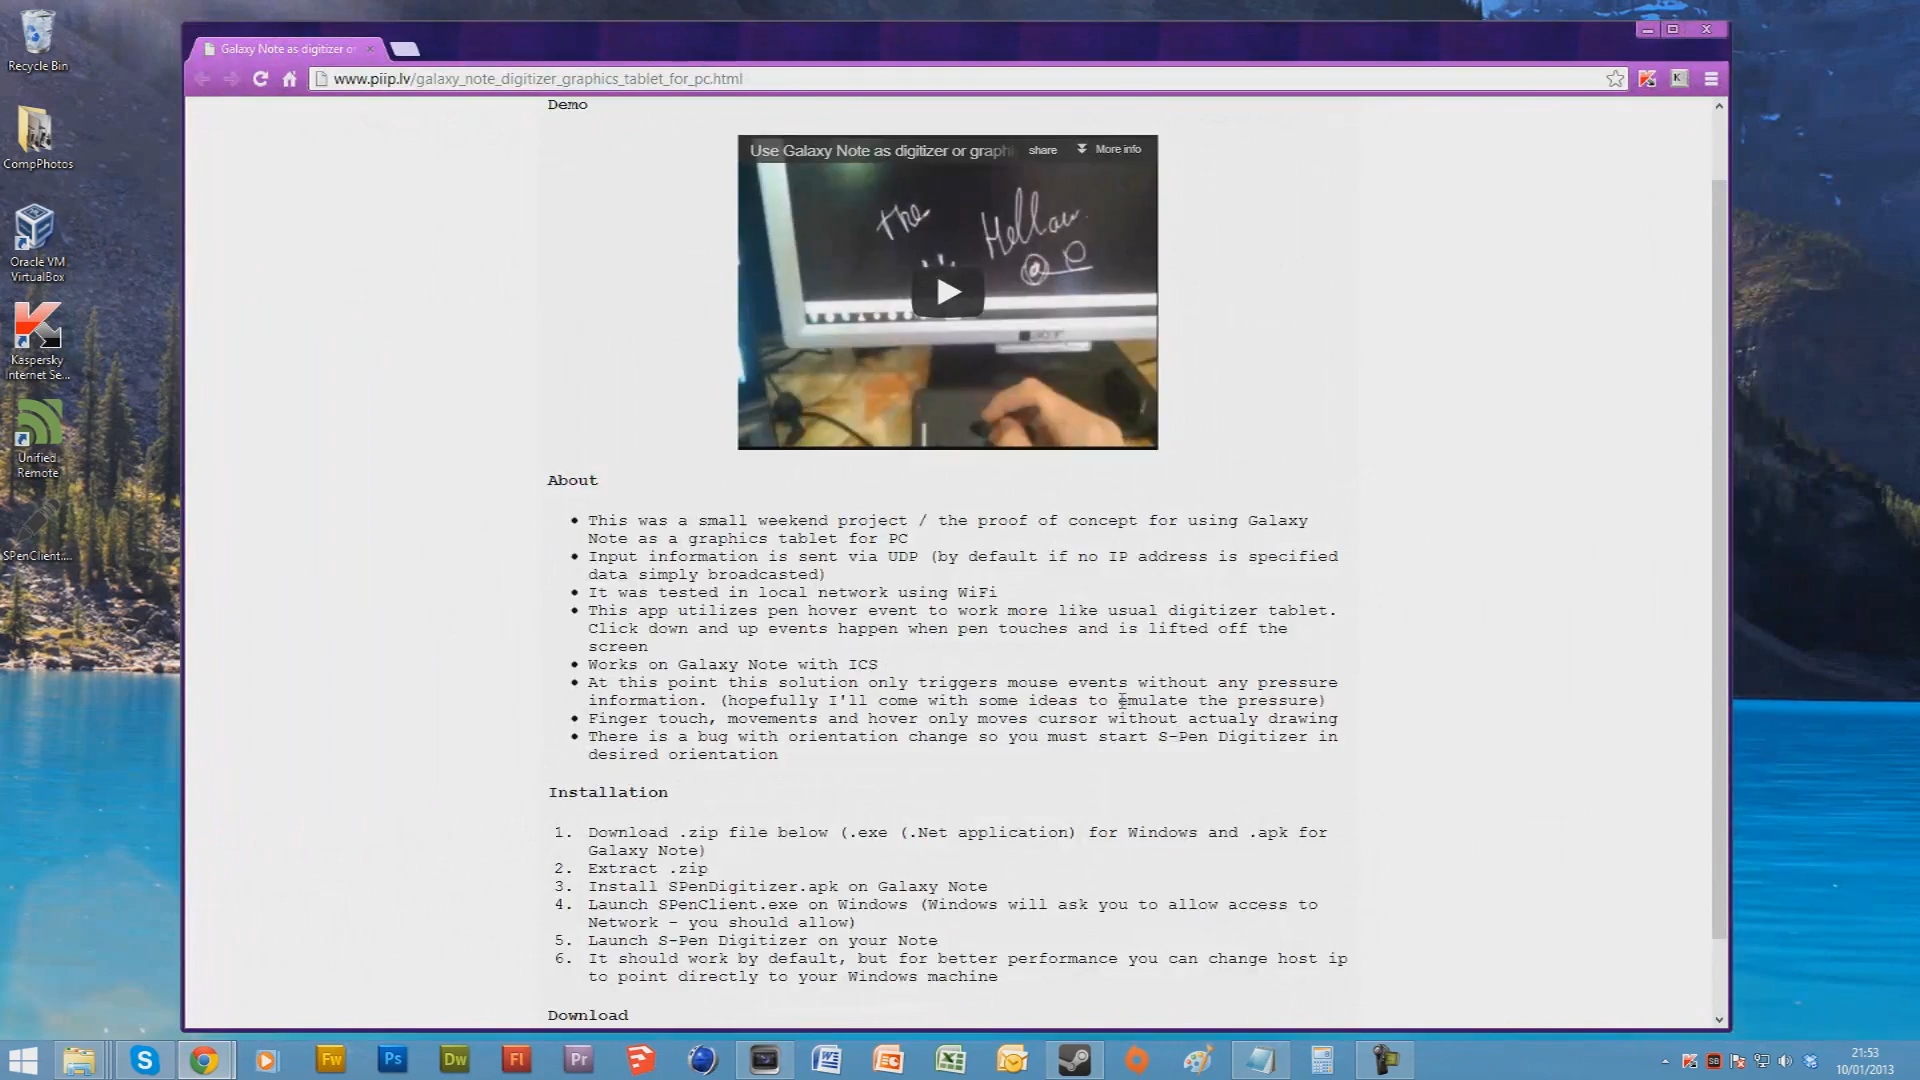 Recycle Bin
CompPhotos
Oracle VM
VirtualBox
Kaspersky
Internet Se...
Unified
Remote
SPenClient....
Galaxy Note as digitizer or
www.piip.lv/galaxy_note_digitizer_graphics_tablet_for_pc.html
Demo
Use Galaxy Note as digitizer or graphi
share
More info
the
Hellow
About
This was a small weekend project / the proof of concept for using Galaxy
Note as a graphics tablet for PC
Input information is sent via UDP (by default if no IP address is specified
data simply broadcasted)
It was tested in local network using WiFi
This app utilizes pen hover event to work more like usual digitizer tablet.
Click down and up events happen when pen touches and is lifted off the
screen
Works on Galaxy Note with ICS
At this point this solution only triggers mouse events without any pressure
information. (hopefully I'll come with some ideas to emulate the pressure)
Finger touch, movements and hover only moves cursor without actualy drawing
There is a bug with orientation change so you must start S-Pen Digitizer in
desired orientation
Installation
1. Download .zip file below (.exe (.Net application) for Windows and .apk for
Galaxy Note)
2. Extract .zip
3. Install SPenDigitizer.apk on Galaxy Note
4. Launch SPenClient.exe on Windows (Windows will ask you to allow access to
Network - you should allow)
5. Launch S-Pen Digitizer on your Note
6. It should work by default, but for better performance you can change host ip
to point directly to your Windows machine
Download
Fw
Ps
Dw
Fl
Pr
21:53
10/01/2013